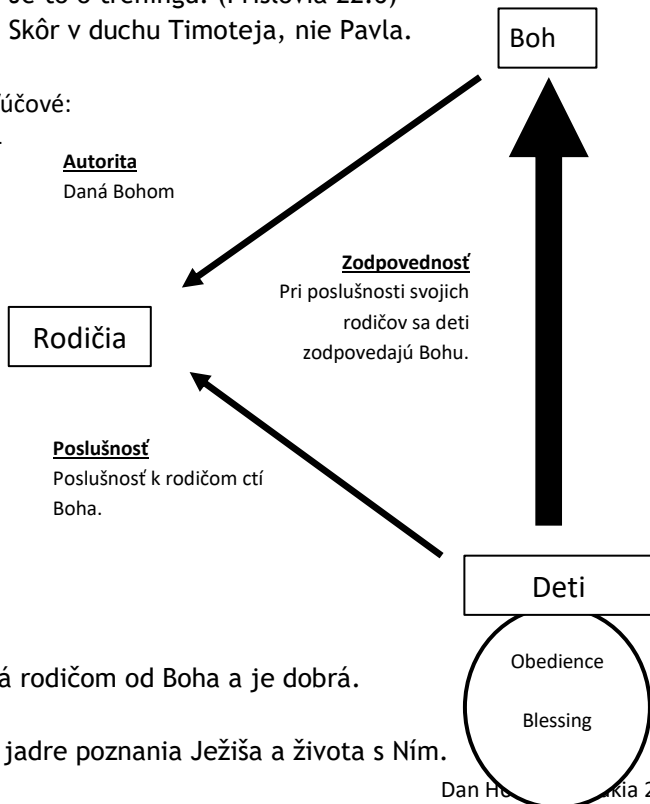 Skôr v duchu Timoteja, nie Pavla.
Boh
Autorita
Daná Bohom
Zodpovednosť
Pri poslušnosti svojich
rodičov sa deti
zodpovedajú Bohu.
Rodičia
Poslušnosť
Poslušnosť k rodičom ctí
Boha.
Deti
Obedience
Blessing
rodičom od Boha a je dobrá.
jadre poznania Ježiša a života s Ním.
Dan